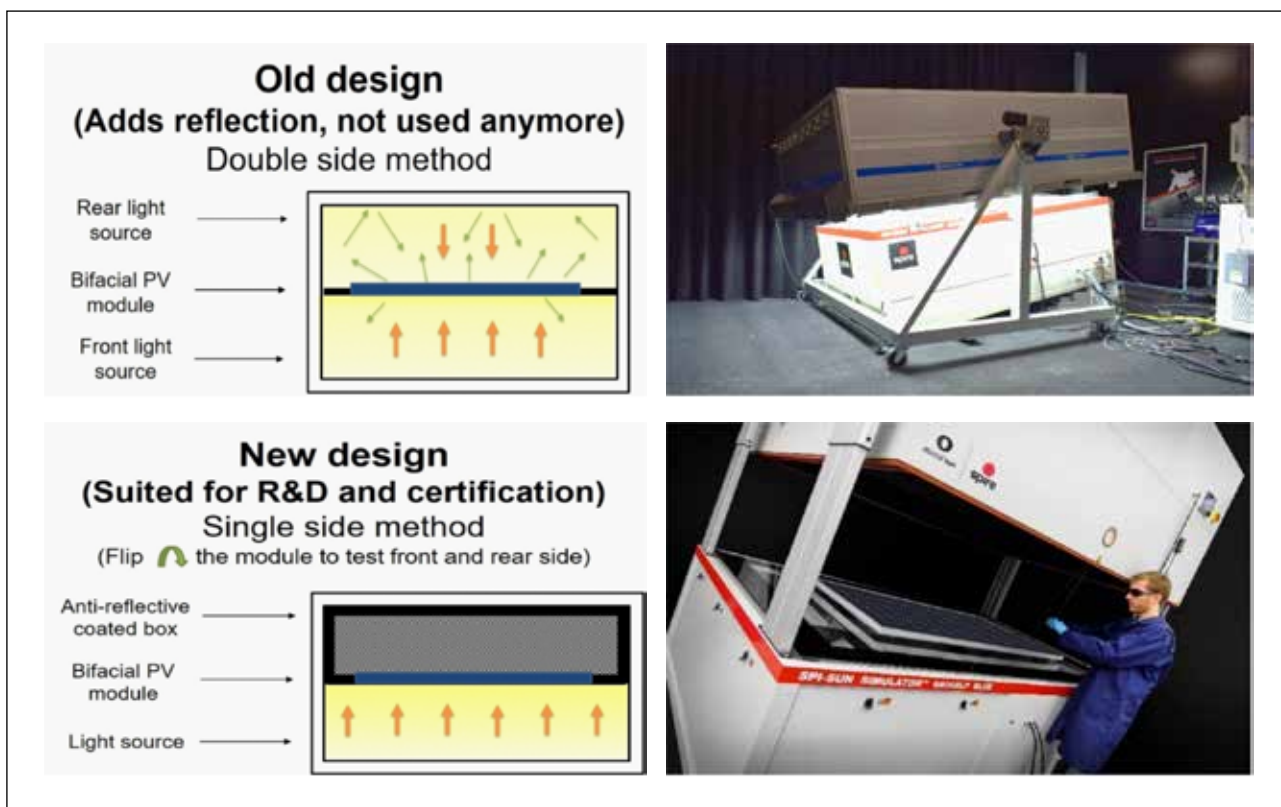 Old design
(Adds reflection, not used anymore)
Double side method
Rear light
source
Bifacial PV
module
Front light
source
spire
New design
(Suited for R&D and certification)
Single side method
(Flip the module to test front and rear side)
Anti-reflective
coated box
Bifacial PV
module
Light source
spire
SPI-SUN SIMULATOR